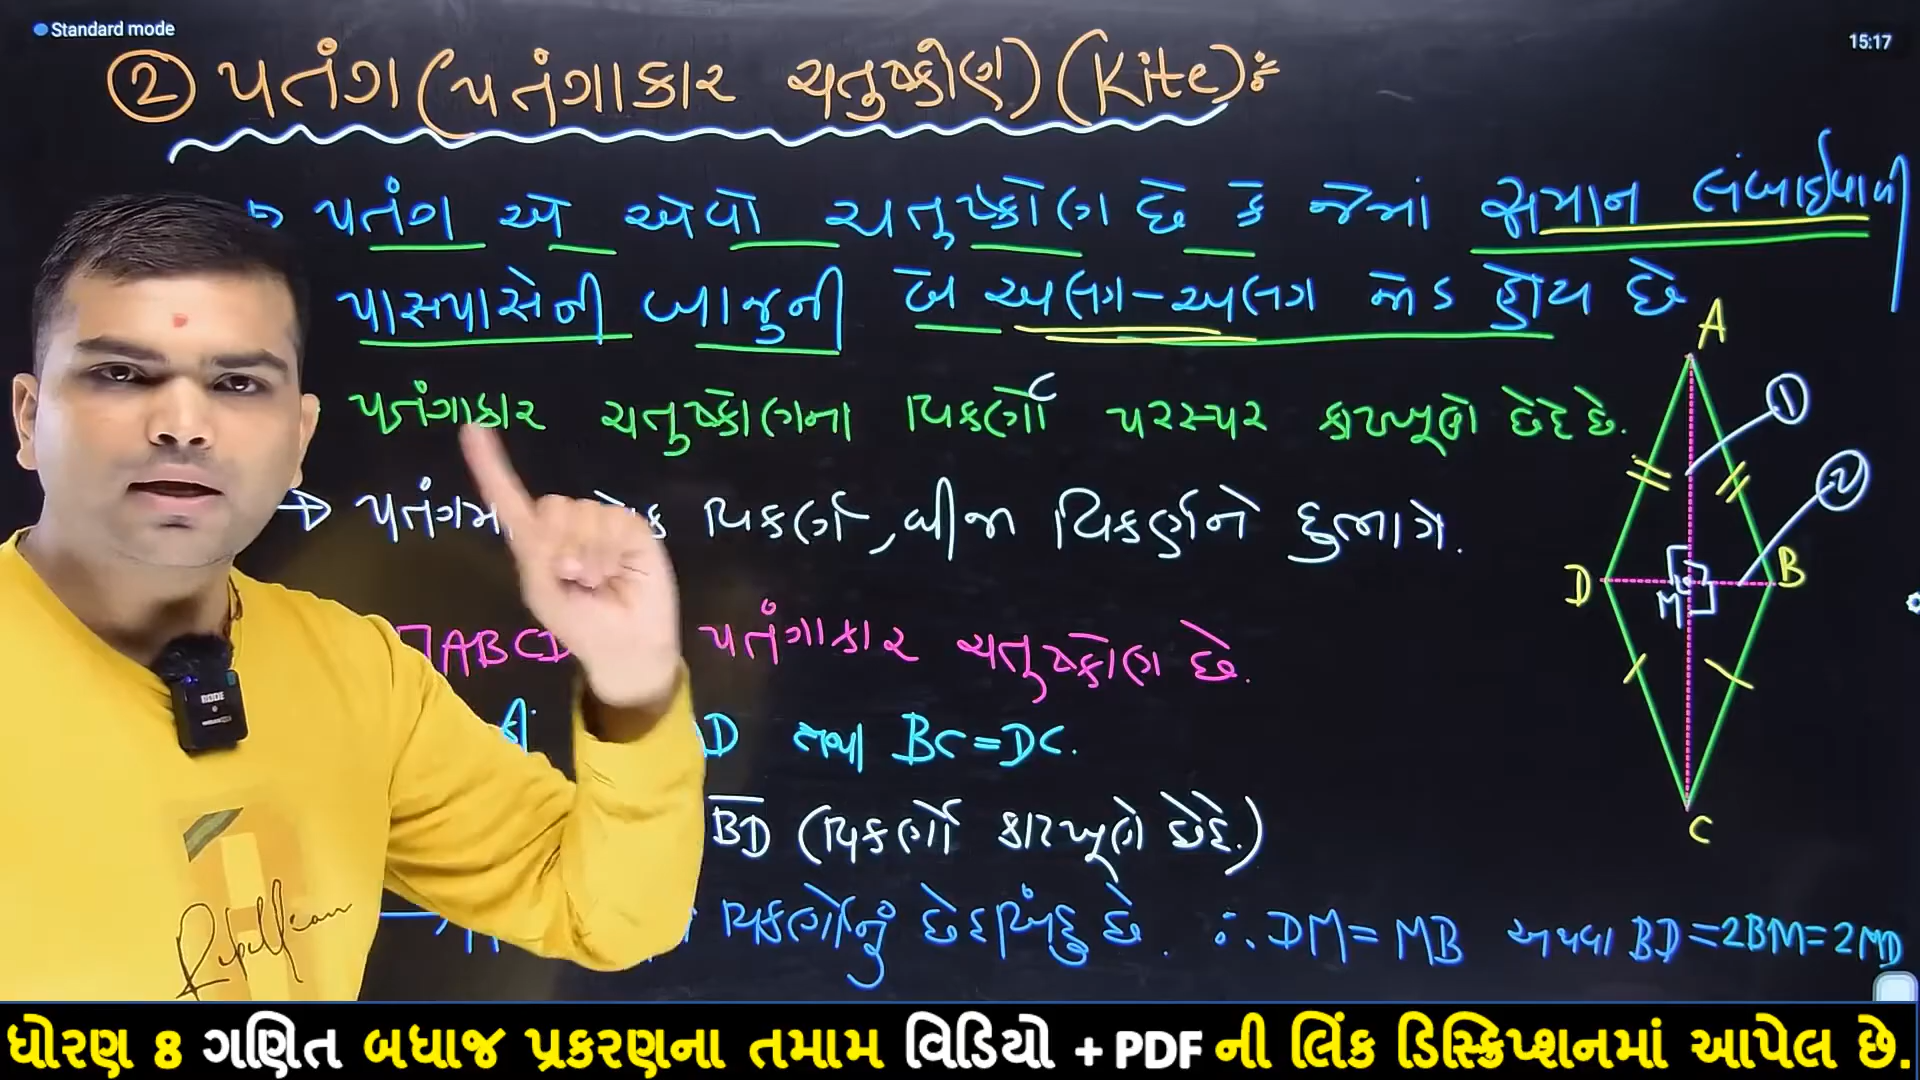 Standard mode
15:17
② પતંગ (પતંગાકાર ચતુષ્કોણ) (Kite):
પતંગ એ એવો ચતુષ્કોણ છે કે જેમાં સમાન લંબાઈવાળી
પાસપાસેની બાજુની બે અલગ-અલગ જોડ હોય છે
પતંગાકાર ચતુષ્કોણના વિકર્ણો પરસ્પર કાટખૂણે છેદે છે.
→ પતંગમાં વિકર્ણ, બીજા વિકર્ણને દુભાગે.
□ABCD પતંગાકાર ચતુષ્કોણ છે.
તથા BC=DC.
BD (વિકર્ણો કાટખૂણે છેદે.)
વિકર્ણોનું છેદબિંદુ છે. ∴ DM = MB અથવા BD=2BM=2MD
A
①
②
D
M
B
C
RODE
ધોરણ 8 ગણિત બધાજ પ્રકરણના તમામ વિડિયો + PDF ની લિંક ડિસ્ક્રિપ્શનમાં આપેલ છે.